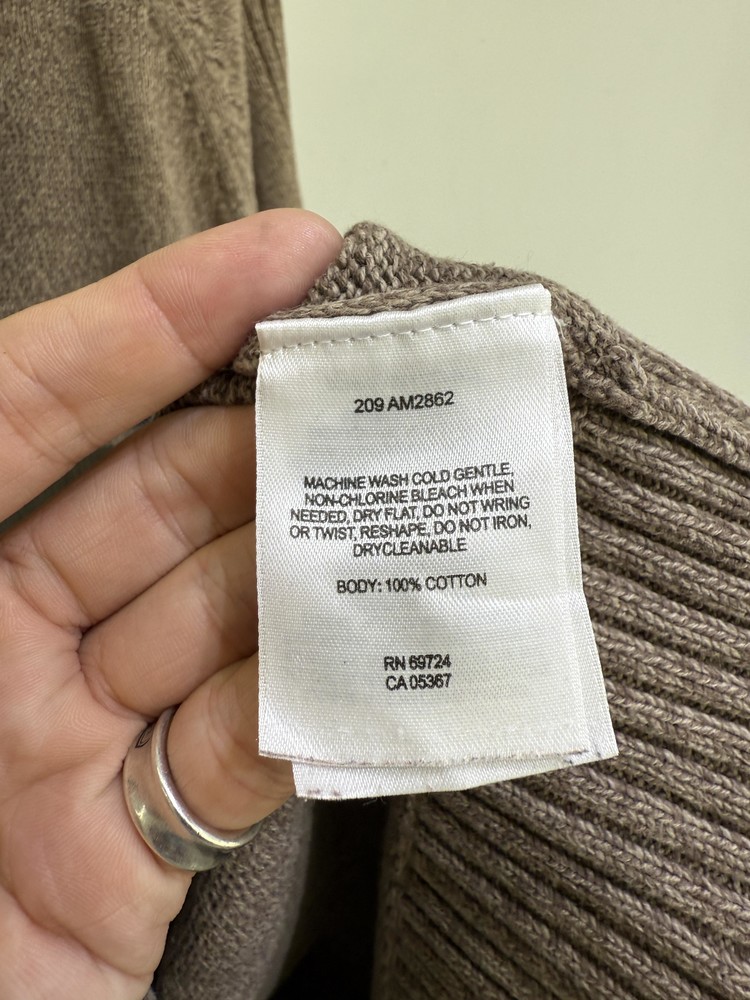 209 AM2862
MACHINE WASH COLD GENTLE,
NON-CHLORINE BLEACH WHEN
NEEDED, DRY FLAT, DO NOT WRING
OR TWIST, RESHAPE, DO NOT IRON,
DRYCLEANABLE
BODY: 100% COTTON
RN 69724
CA 05367